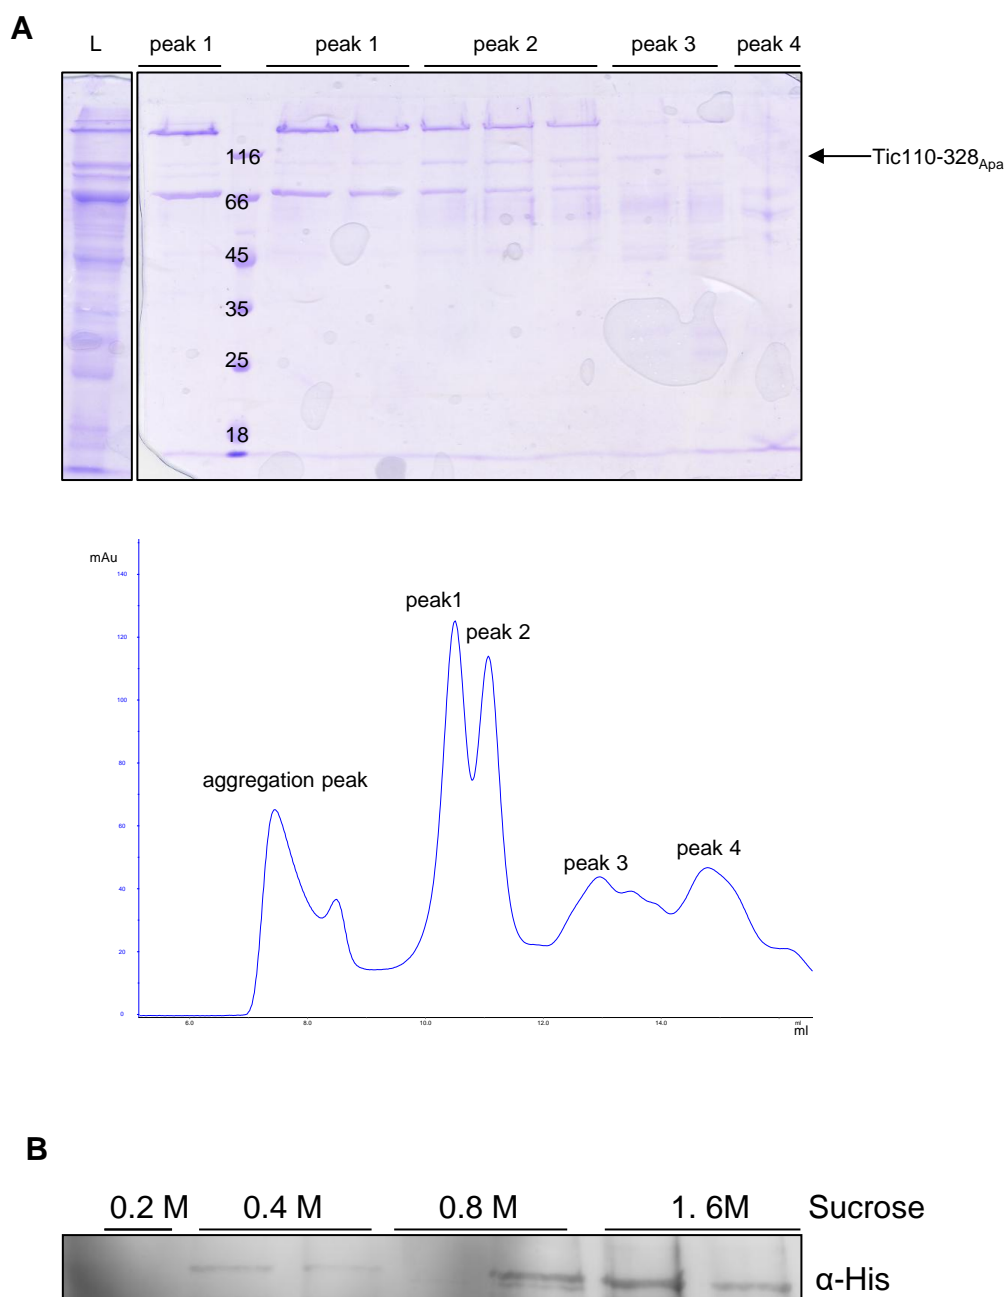 A
L peak 1 peak 1 peak 2 peak 3 peak 4
116
Tic110-328Apa
66
45
35
25
18
mAu
140
120
100
80
60
40
20
0
peak1
peak 2
aggregation peak
peak 3
peak 4
6.0 8.0 10.0 12.0 14.0 ml
ml
B
0.2 M 0.4 M 0.8 M 1. 6M Sucrose
α-His